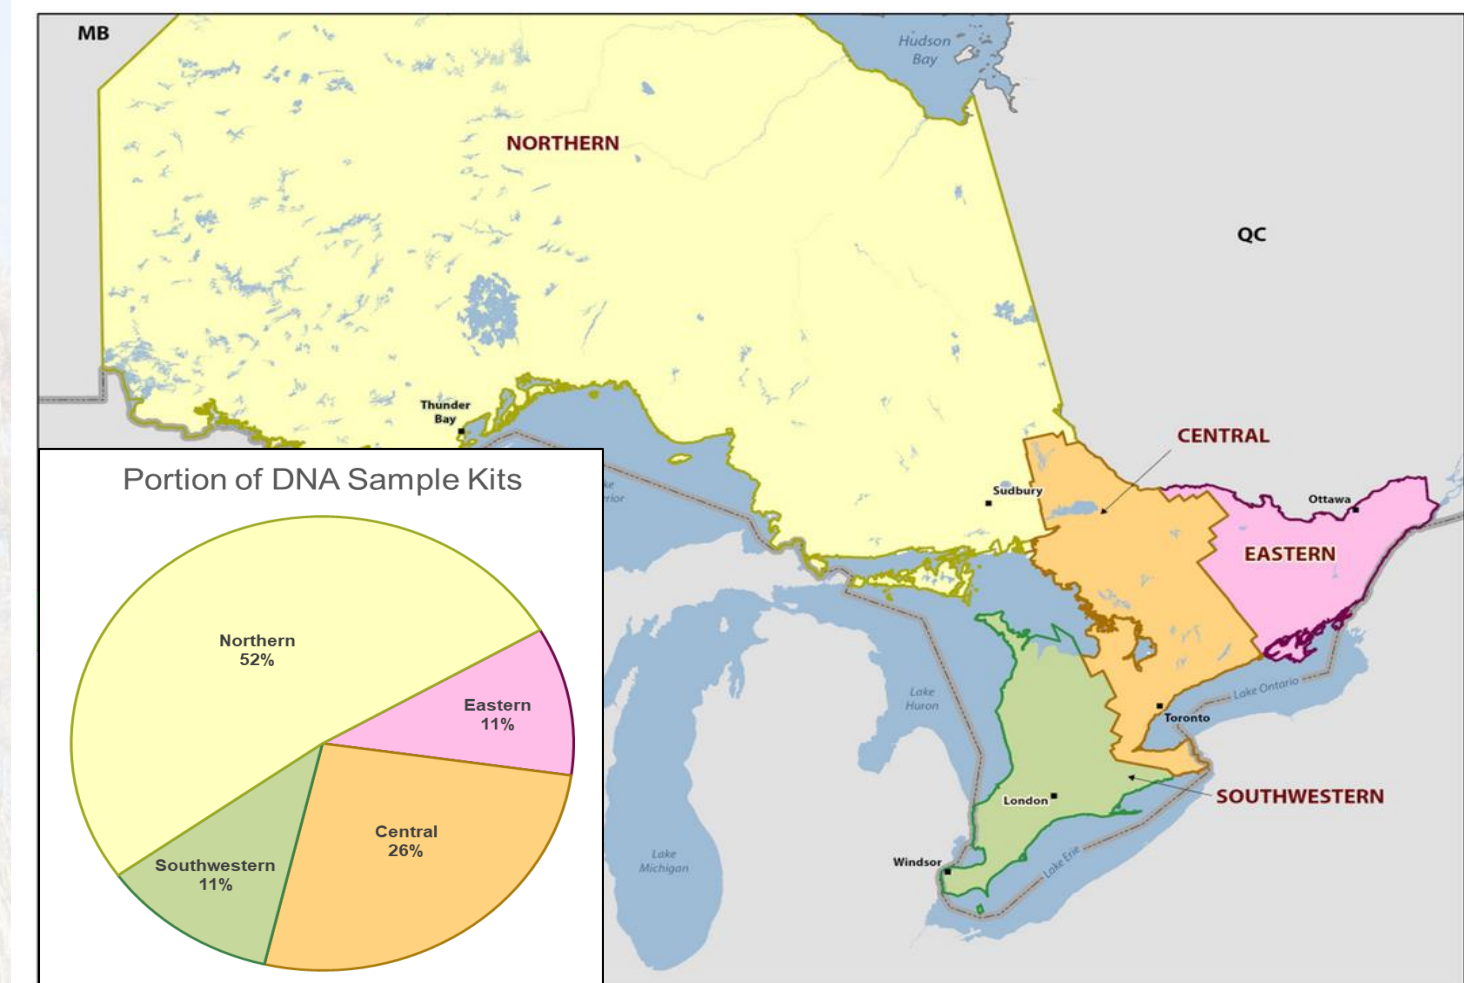 MB
Hudson
Bay
NORTHERN
QC
Thunder
Bay
CENTRAL
Sudbury
Ottawa
EASTERN
Lake Ontario
Lake
Huron
Toronto
London
SOUTHWESTERN
Windsor
Lake Erie
Lake
Michigan
Portion of DNA Sample Kits
Northern
52%
Eastern
11%
Central
26%
Southwestern
11%